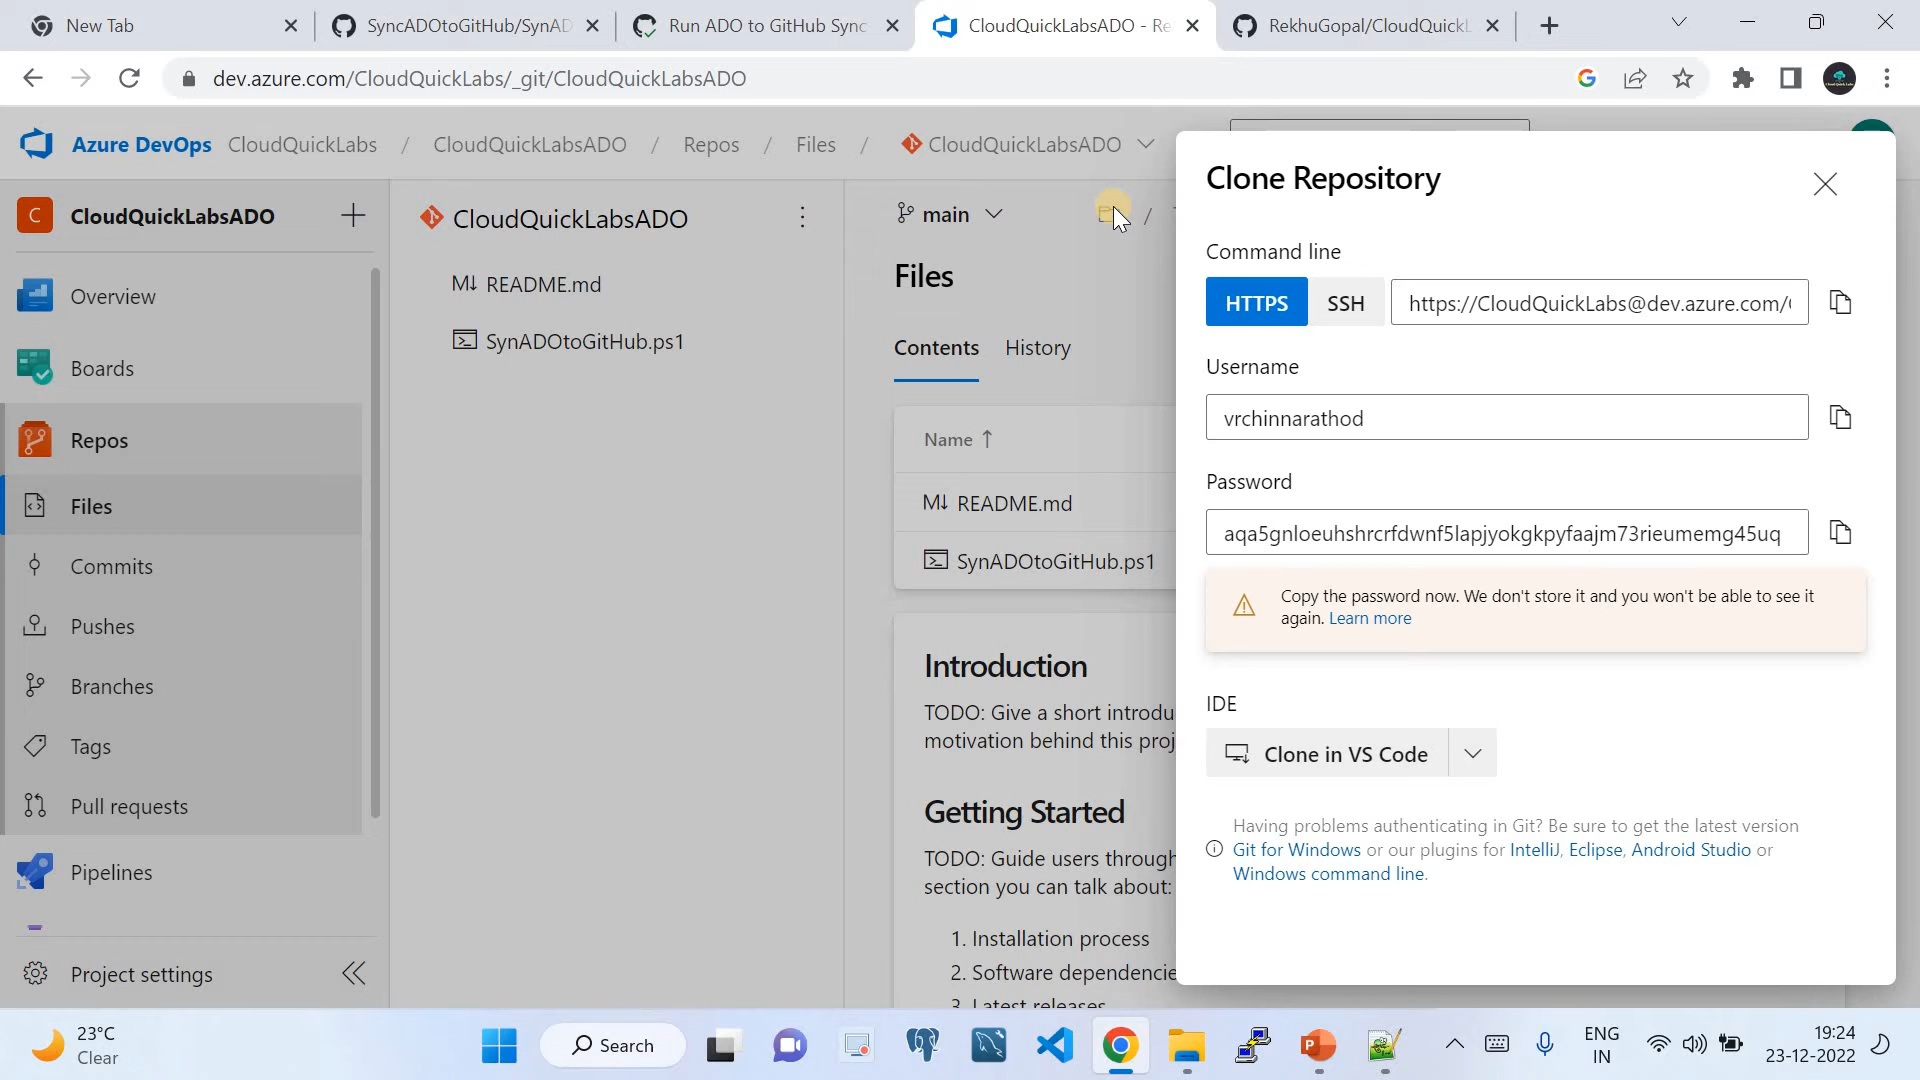 New Tab
SyncADOtoGitHub/SynAD
Run ADO to GitHub Sync
CloudQuickLabsADO - Re
RekhuGopal/CloudQuickL
dev.azure.com/CloudQuickLabs/_git/CloudQuickLabsADO
Azure DevOps CloudQuickLabs / CloudQuickLabsADO / Repos / Files / CloudQuickLabsADO
C CloudQuickLabsADO
Overview
Boards
Repos
Files
Commits
Pushes
Branches
Tags
Pull requests
Pipelines
Project settings
CloudQuickLabsADO
M↓ README.md
SynADOtoGitHub.ps1
main /
Files
Contents History
Name ↑
M↓ README.md
SynADOtoGitHub.ps1
Introduction
TODO: Give a short introdu
motivation behind this proj
Getting Started
TODO: Guide users through
section you can talk about:
1. Installation process
2. Software dependencie
3. Latest releases
Clone Repository
Command line
HTTPS SSH https://CloudQuickLabs@dev.azure.com/
Username
vrchinnarathod
Password
aqa5gnloeuhshrcrfdwnf5lapjyokgkpyfaajm73rieumemg45uq
Copy the password now. We don't store it and you won't be able to see it
again. Learn more
IDE
Clone in VS Code
Having problems authenticating in Git? Be sure to get the latest version
Git for Windows or our plugins for IntelliJ, Eclipse, Android Studio or
Windows command line.
23°C
Clear
Search
ENG
IN
19:24
23-12-2022